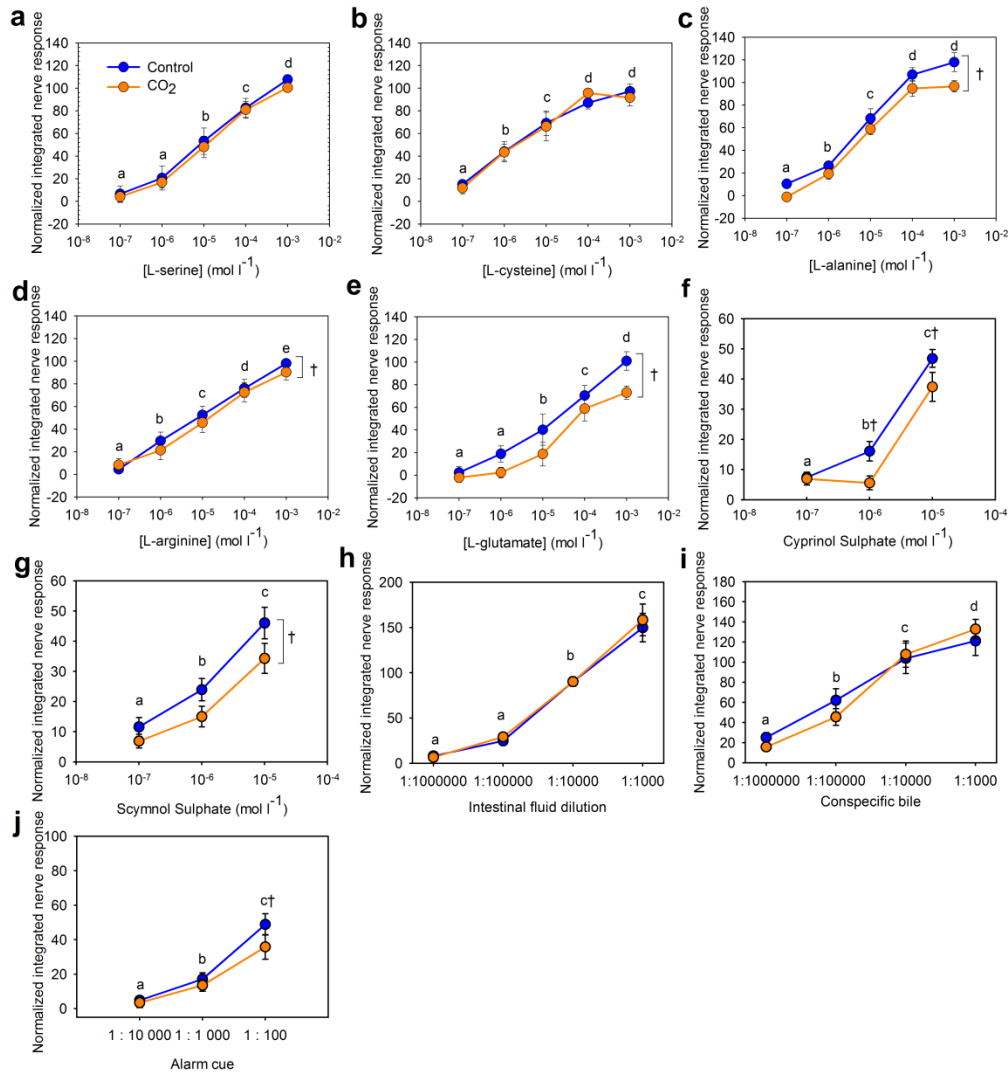 a
Normalized integrated nerve response
140
120
100
80
60
40
20
0
-20
Control
CO2
a
a
b
c
d
10-8 10-7 10-6 10-5 10-4 10-3 10-2
[L-serine] (mol l-1)
b
Normalized integrated nerve response
140
120
100
80
60
40
20
0
-20
a
b
c
d
d
10-8 10-7 10-6 10-5 10-4 10-3 10-2
[L-cysteine] (mol l-1)
c
Normalized integrated nerve response
140
120
100
80
60
40
20
0
-20
a
b
c
d
d
†
10-8 10-7 10-6 10-5 10-4 10-3 10-2
[L-alanine] (mol l-1)
d
Normalized integrated nerve response
140
120
100
80
60
40
20
0
-20
a
b
c
d
e
†
10-8 10-7 10-6 10-5 10-4 10-3 10-2
[L-arginine] (mol l-1)
e
Normalized integrated nerve response
140
120
100
80
60
40
20
0
-20
a
a
b
c
d
†
10-8 10-7 10-6 10-5 10-4 10-3 10-2
[L-glutamate] (mol l-1)
f
Normalized integrated nerve response
60
50
40
30
20
10
0
a
b†
c†
10-8 10-7 10-6 10-5 10-4
Cyprinol Sulphate (mol l-1)
g
Normalized integrated nerve response
60
50
40
30
20
10
0
a
b
c
†
10-8 10-7 10-6 10-5 10-4
Scymnol Sulphate (mol l-1)
h
Normalized integrated nerve response
200
150
100
50
0
a
a
b
c
1:10000000 1:100000 1:10000 1:1000
Intestinal fluid dilution
i
Normalized integrated nerve response
180
160
140
120
100
80
60
40
20
0
a
b
c
d
1:10000000 1:100000 1:10000 1:1000
Conspecific bile
j
Normalized integrated nerve response
100
80
60
40
20
0
a
b
c†
1 : 10 000 1 : 1 000 1 : 100
Alarm cue